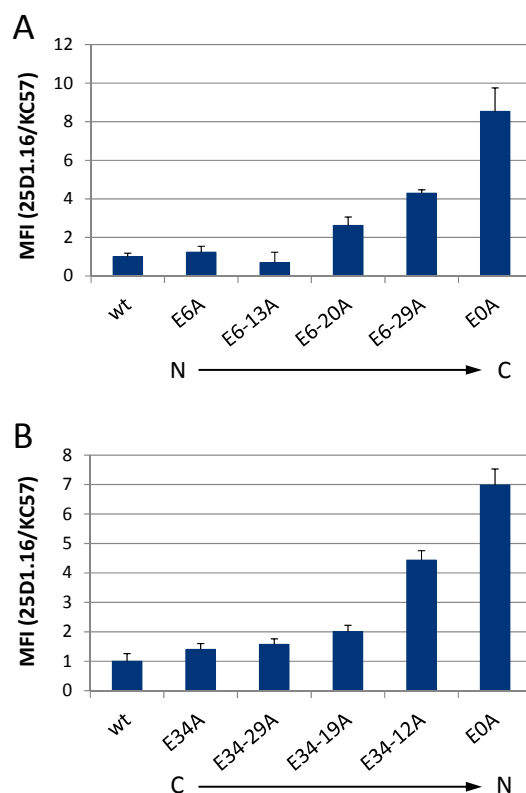 A
MFI (25D1.16/KC57)
12
10
8
6
4
2
0
wt
E6A
E6-13A
E6-20A
E6-29A
E0A
N
C
B
MFI (25D1.16/KC57)
8
7
6
5
4
3
2
1
0
wt
E34A
E34-29A
E34-19A
E34-12A
E0A
C
N